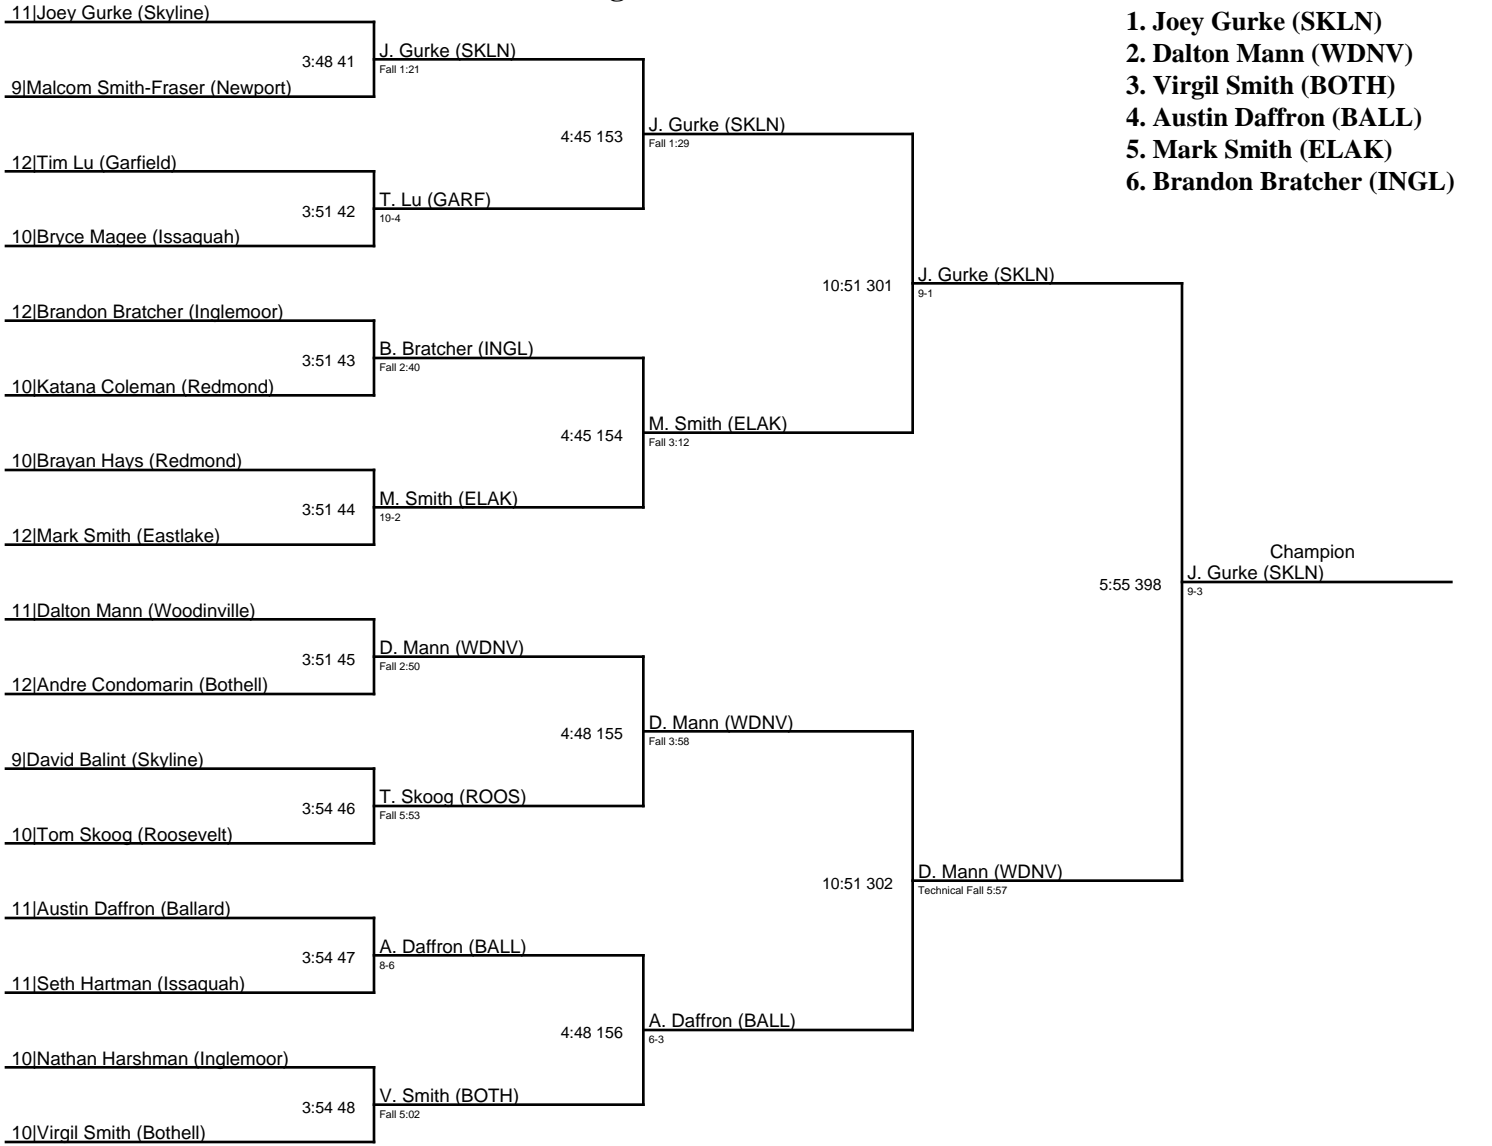 11|Joey Gurke (Skyline)
3:48 41
J. Gurke (SKLN)
Fall 1:21
9|Malcom Smith-Fraser (Newport)
4:45 153
J. Gurke (SKLN)
Fall 1:29
12|Tim Lu (Garfield)
3:51 42
T. Lu (GARF)
10-4
10|Bryce Magee (Issaquah)
10:51 301
J. Gurke (SKLN)
9-1
12|Brandon Bratcher (Inglemoor)
3:51 43
B. Bratcher (INGL)
Fall 2:40
10|Katana Coleman (Redmond)
4:45 154
M. Smith (ELAK)
Fall 3:12
10|Brayan Hays (Redmond)
3:51 44
M. Smith (ELAK)
19-2
12|Mark Smith (Eastlake)
5:55 398
Champion
J. Gurke (SKLN)
9-3
11|Dalton Mann (Woodinville)
3:51 45
D. Mann (WDNV)
Fall 2:50
12|Andre Condomarin (Bothell)
4:48 155
D. Mann (WDNV)
Fall 3:58
9|David Balint (Skyline)
3:54 46
T. Skoog (ROOS)
Fall 5:53
10|Tom Skoog (Roosevelt)
10:51 302
D. Mann (WDNV)
Technical Fall 5:57
11|Austin Daffron (Ballard)
3:54 47
A. Daffron (BALL)
8-6
11|Seth Hartman (Issaquah)
4:48 156
A. Daffron (BALL)
6-3
10|Nathan Harshman (Inglemoor)
3:54 48
V. Smith (BOTH)
Fall 5:02
10|Virgil Smith (Bothell)
1. Joey Gurke (SKLN)
2. Dalton Mann (WDNV)
3. Virgil Smith (BOTH)
4. Austin Daffron (BALL)
5. Mark Smith (ELAK)
6. Brandon Bratcher (INGL)